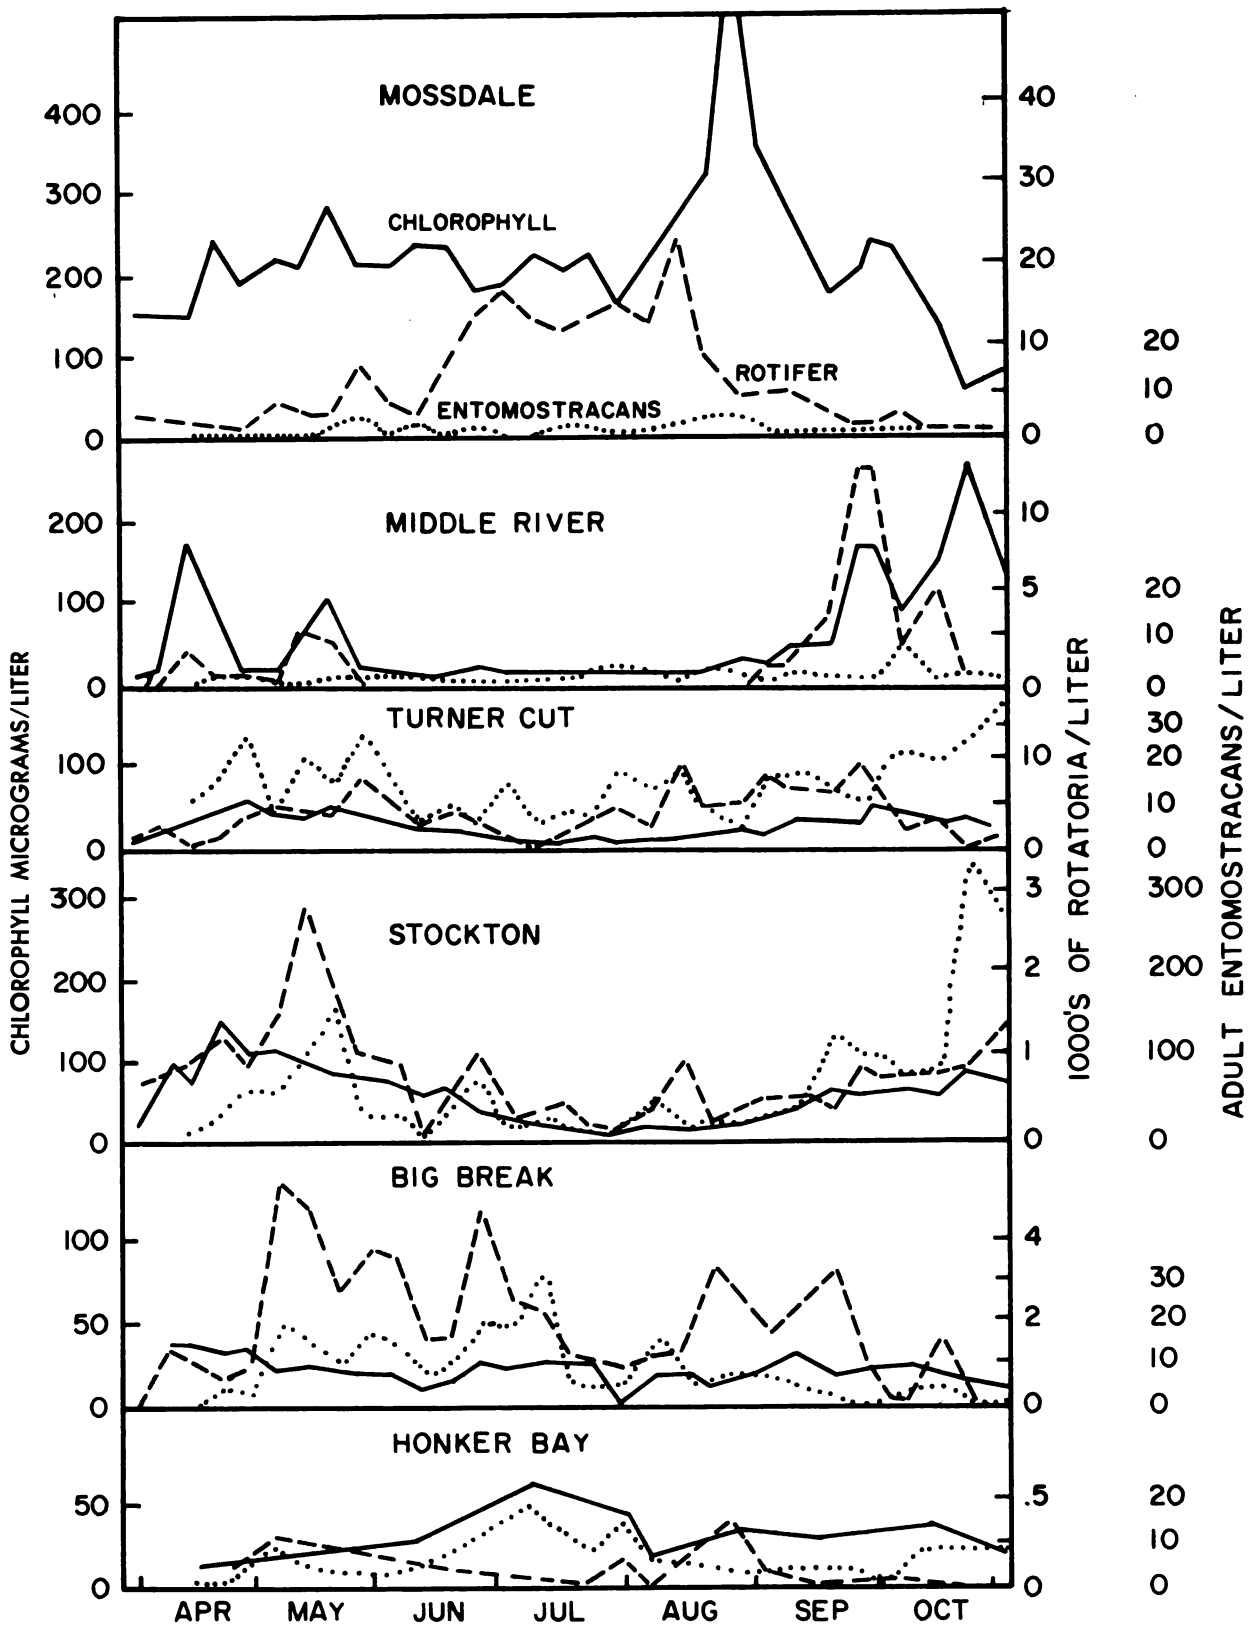 MOSSDALE
400 40
300 30
CHLOROPHYLL
200 20
100 10 20
ROTIFER
10
ENTOMOSTRACANS
0 0 0
MIDDLE RIVER
200 10
100 5 20
10
0 0 0
TURNER CUT
30
100 10 20
10
0 0 0
STOCKTON
300 3 300
200 2 200
100 1 100
0 0 0
BIG BREAK
100 4
30
50 2 20
10
0 0 0
HONKER BAY
50 .5 20
10
0 0 0
APR MAY JUN JUL AUG SEP OCT
CHLOROPHYLL MICROGRAMS/LITER
1000'S OF ROTATORIA/LITER
ADULT ENTOMOSTRACANS/LITER